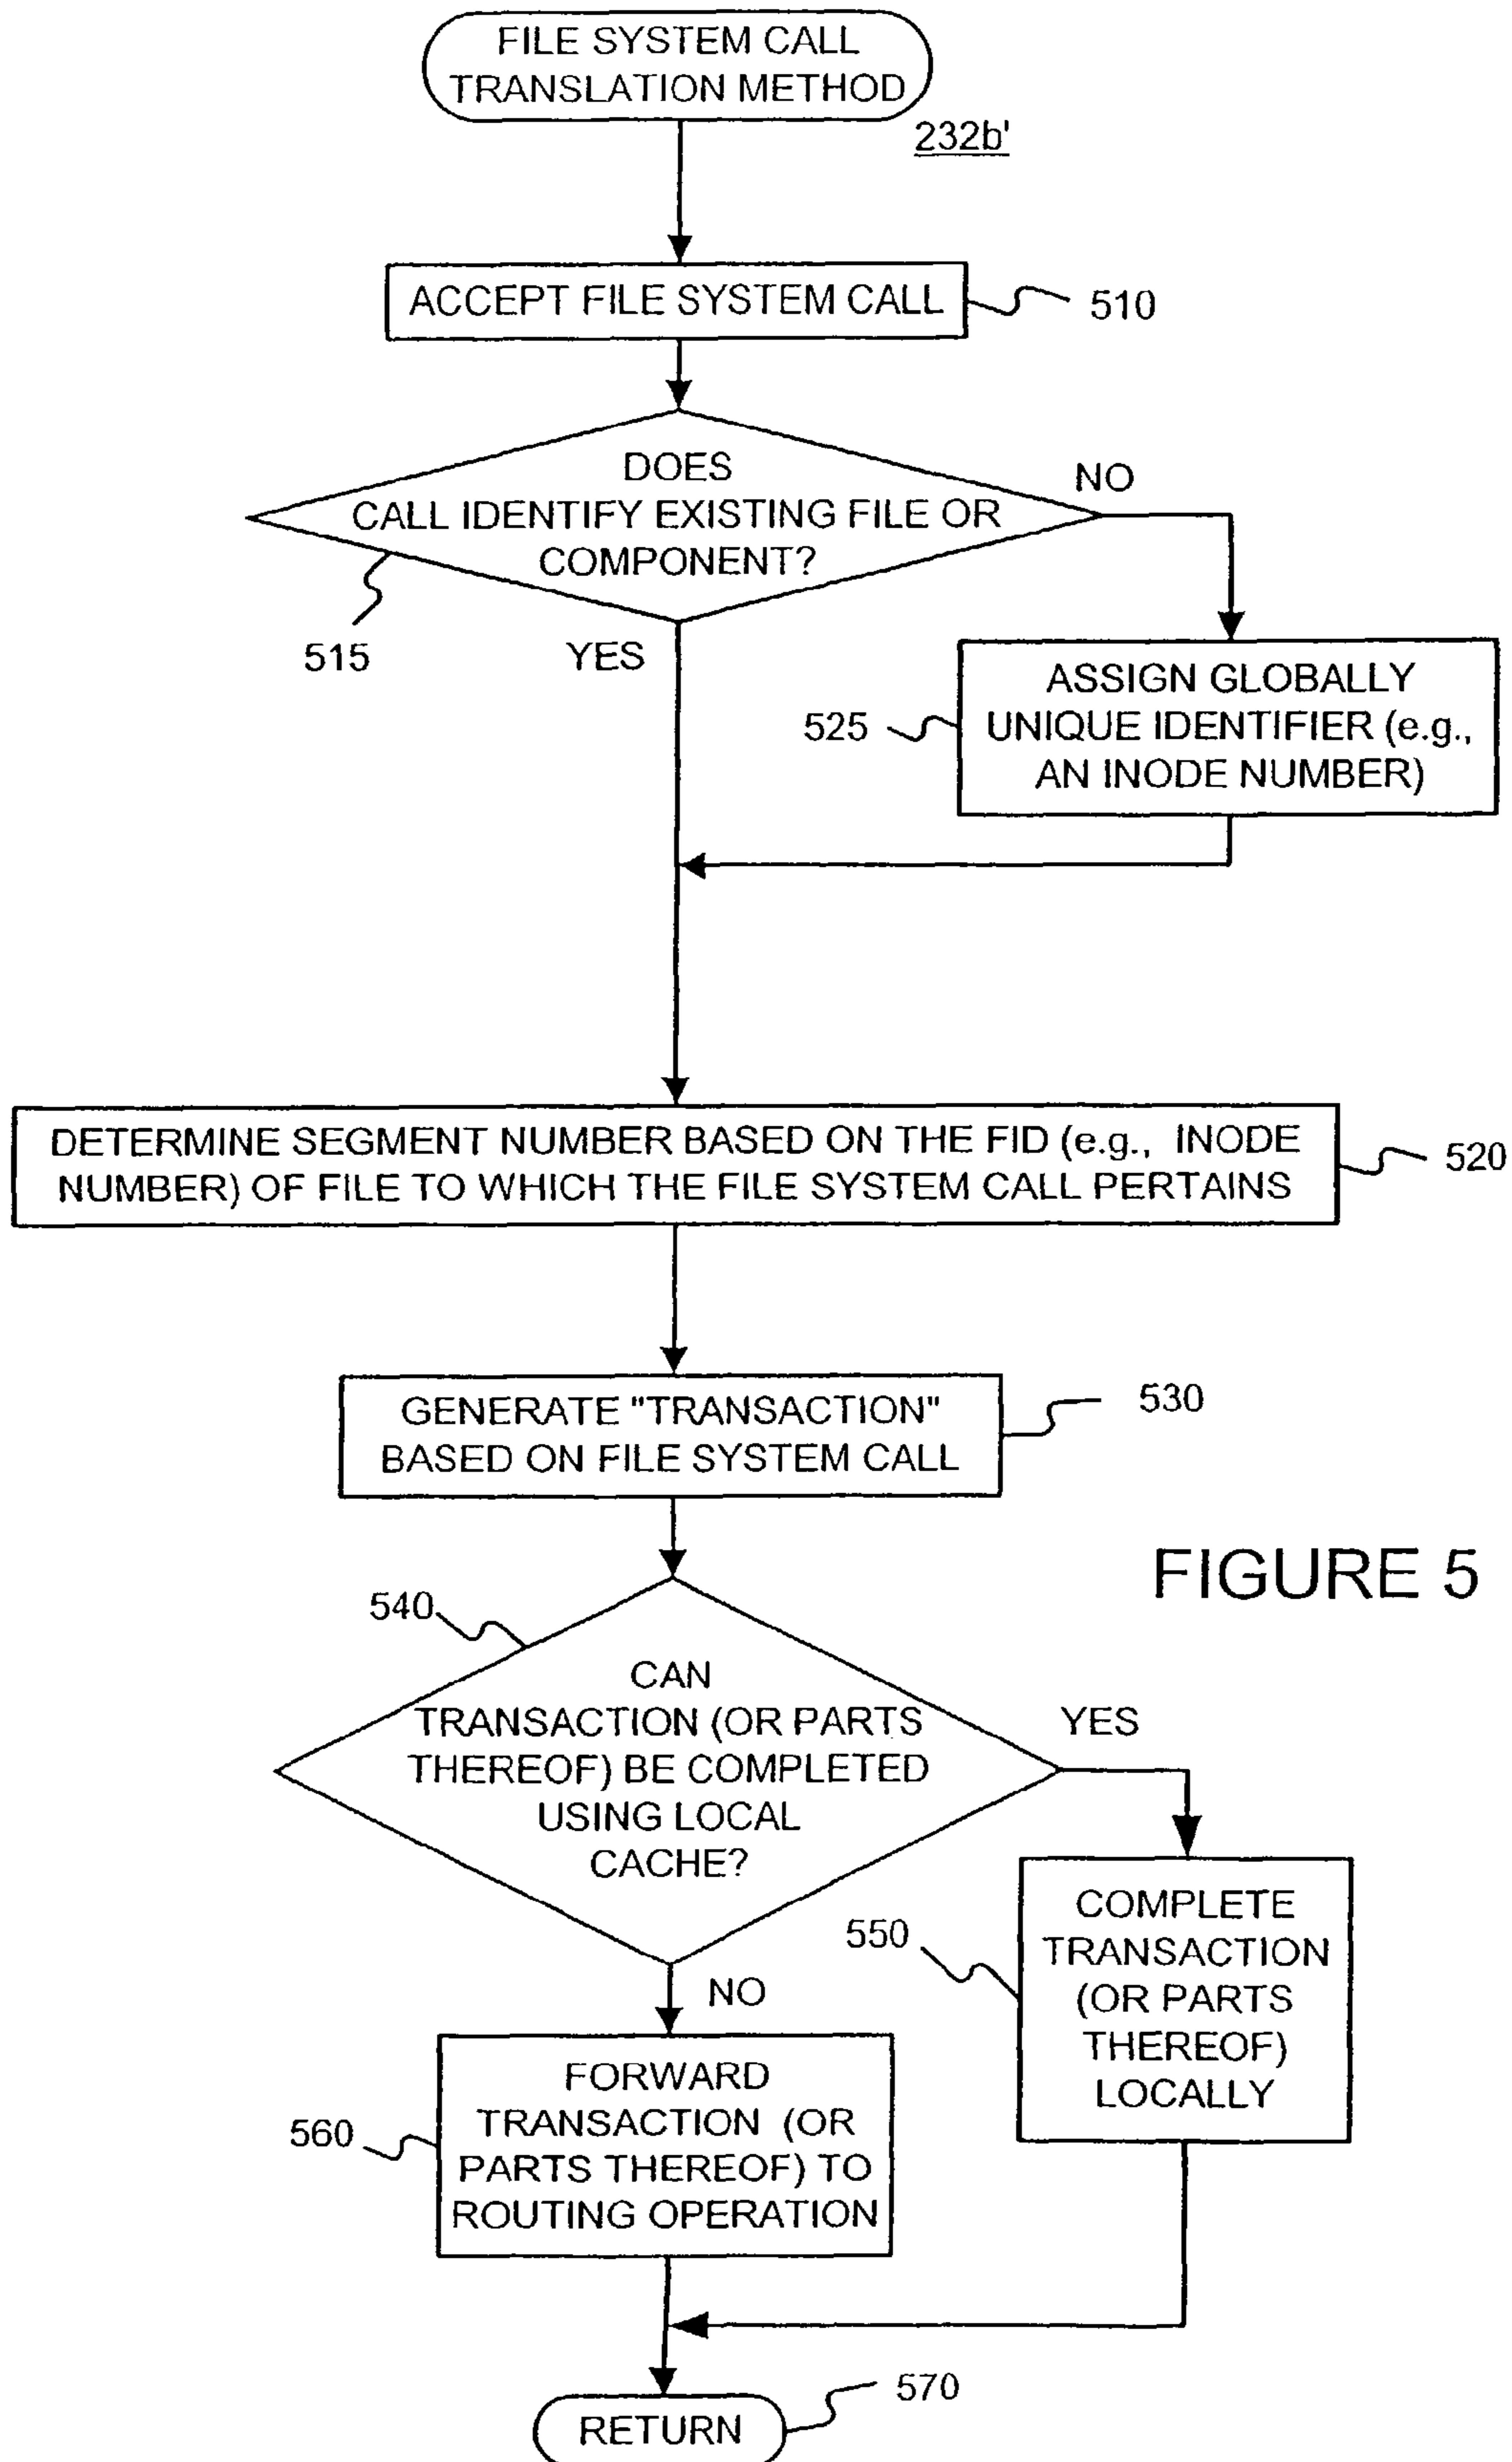 FILE SYSTEM CALL
TRANSLATION METHOD
232b'
ACCEPT FILE SYSTEM CALL
510
DOES
CALL IDENTIFY EXISTING FILE OR
COMPONENT?
NO
515
YES
ASSIGN GLOBALLY
UNIQUE IDENTIFIER (e.g.,
AN INODE NUMBER)
525
DETERMINE SEGMENT NUMBER BASED ON THE FID (e.g., INODE
NUMBER) OF FILE TO WHICH THE FILE SYSTEM CALL PERTAINS
520
GENERATE "TRANSACTION"
BASED ON FILE SYSTEM CALL
530
FIGURE 5
540
CAN
TRANSACTION (OR PARTS
THEREOF) BE COMPLETED
USING LOCAL
CACHE?
YES
COMPLETE
TRANSACTION
(OR PARTS
THEREOF)
LOCALLY
550
NO
FORWARD
TRANSACTION (OR
PARTS THEREOF) TO
ROUTING OPERATION
560
RETURN
570